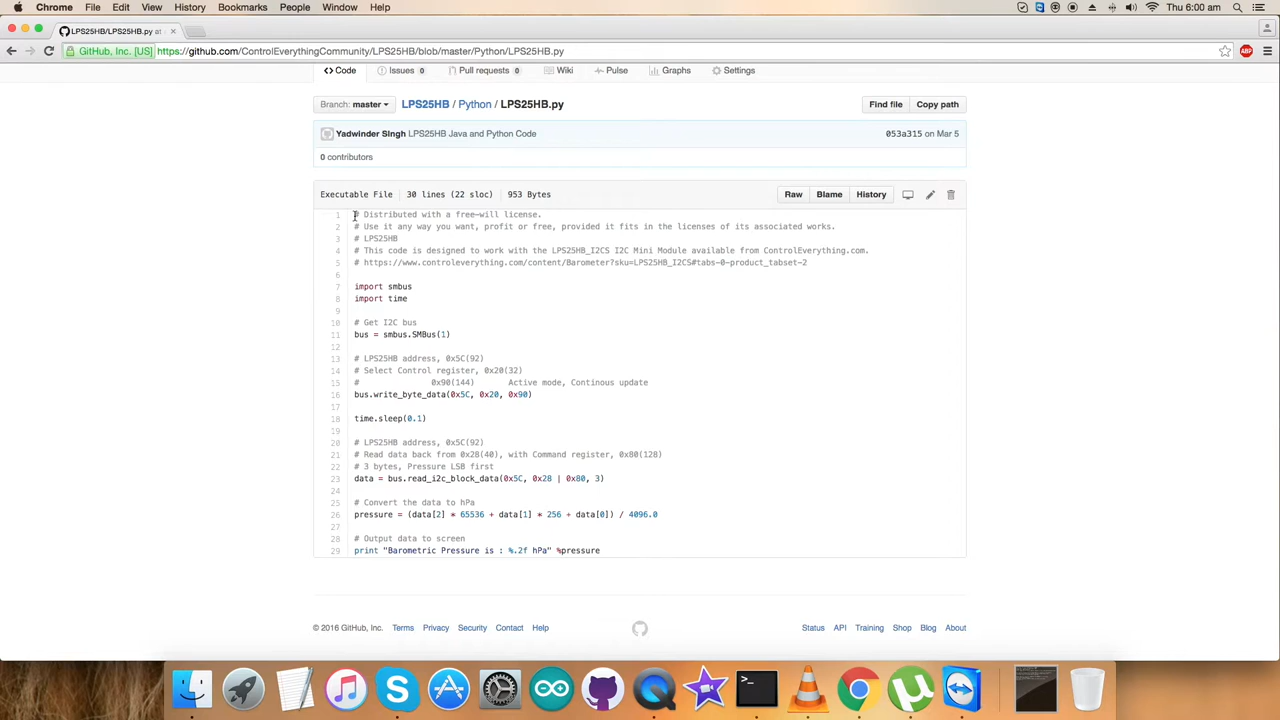 Chrome File Edit View History Bookmarks People Window Help Thu 6:00 am
LPS25HB/LPS25HB.py at
GitHub, Inc. [US] https://github.com/ControlEverythingCommunity/LPS25HB/blob/master/Python/LPS25HB.py ABP
<> Code Issues 0 Pull requests 0 Wiki Pulse Graphs Settings
Branch: master LPS25HB / Python / LPS25HB.py Find file Copy path
Yadwinder SIngh LPS25HB Java and Python Code 053a315 on Mar 5
0 contributors
Executable File 30 lines (22 sloc) 953 Bytes Raw Blame History
1 # Distributed with a free-will license.
2 # Use it any way you want, profit or free, provided it fits in the licenses of its associated works.
3 # LPS25HB
4 # This code is designed to work with the LPS25HB_I2CS I2C Mini Module available from ControlEverything.com.
5 # https://www.controleverything.com/content/Barometer?sku=LPS25HB_I2CS#tabs-0-product_tabset-2
6
7 import smbus
8 import time
9
10 # Get I2C bus
11 bus = smbus.SMBus(1)
12
13 # LPS25HB address, 0x5C(92)
14 # Select Control register, 0x20(32)
15 # 0x90(144) Active mode, Continous update
16 bus.write_byte_data(0x5C, 0x20, 0x90)
17
18 time.sleep(0.1)
19
20 # LPS25HB address, 0x5C(92)
21 # Read data back from 0x28(40), with Command register, 0x80(128)
22 # 3 bytes, Pressure LSB first
23 data = bus.read_i2c_block_data(0x5C, 0x28 | 0x80, 3)
24
25 # Convert the data to hPa
26 pressure = (data[2] * 65536 + data[1] * 256 + data[0]) / 4096.0
27
28 # Output data to screen
29 print "Barometric Pressure is : %.2f hPa" %pressure
© 2016 GitHub, Inc. Terms Privacy Security Contact Help Status API Training Shop Blog About